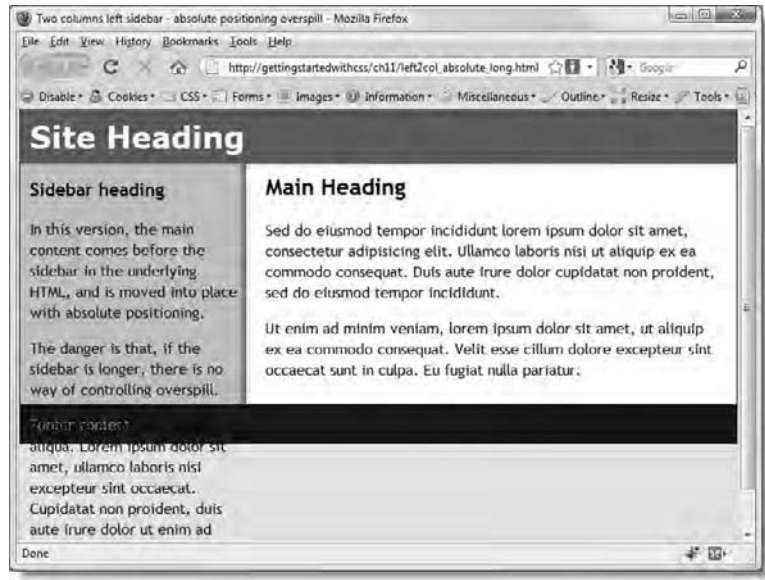 Two columns left sidebar - absolute positioning overspill - Mozilla Firefox
File Edit View History Bookmarks Tools Help
http://gettingstartedwithcss/ch11/left2col_absolute_long.html Google
Disable Cookies CSS Forms Images Information Miscellaneous Outline Resize Tools
Site Heading
Sidebar heading
In this version, the main
content comes before the
sidebar in the underlying
HTML, and is moved into place
with absolute positioning.
The danger is that, if the
sidebar is longer, there is no
way of controlling overspill.
Footer content
aliqua. Lorem ipsum dolor sit
amet, ullamco laboris nisi
excepteur sint occaecat.
Cupidatat non proident, duis
aute irure dolor ut enim ad
Main Heading
Sed do eiusmod tempor incididunt lorem ipsum dolor sit amet,
consectetur adipisicing elit. Ullamco laboris nisi ut aliquip ex ea
commodo consequat. Duis aute irure dolor cupidatat non proident,
sed do eiusmod tempor incididunt.
Ut enim ad minim veniam, lorem ipsum dolor sit amet, ut aliquip
ex ea commodo consequat. Velit esse cillum dolore excepteur sint
occaecat sunt in culpa. Eu fugiat nulla pariatur.
Done